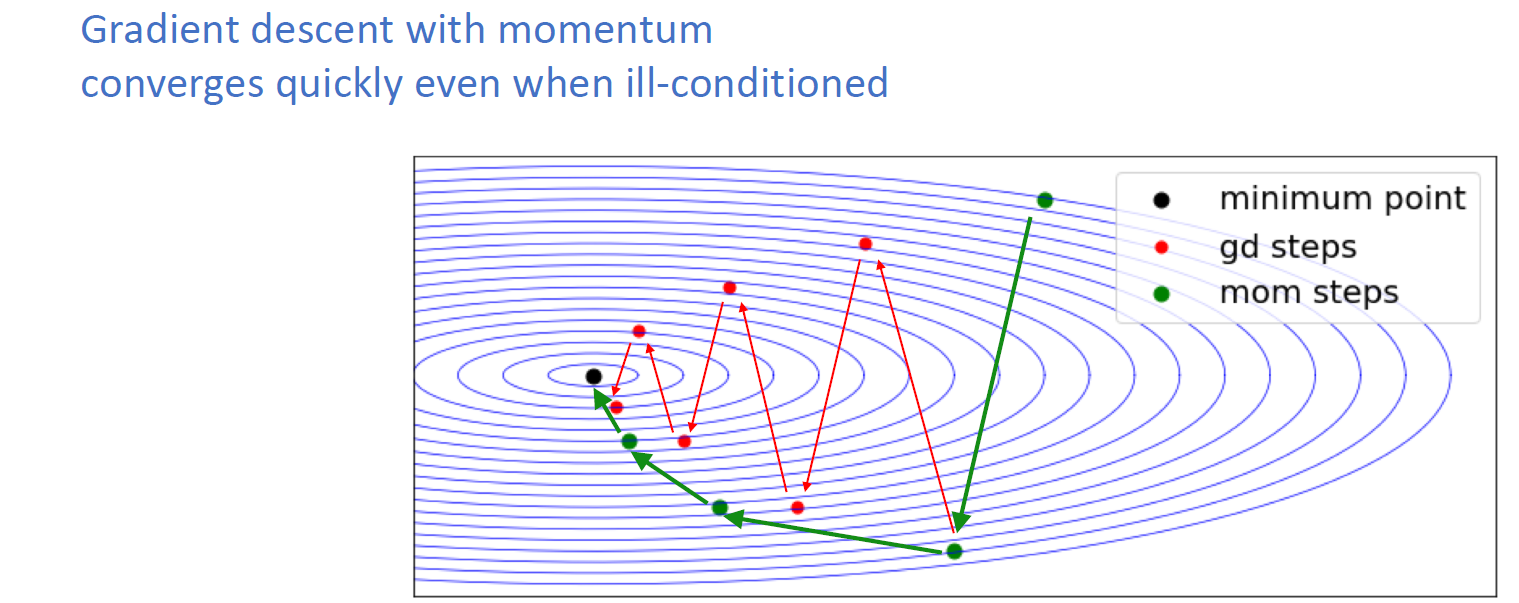 Gradient descent with momentum
converges quickly even when ill-conditioned
minimum point
gd steps
mom steps